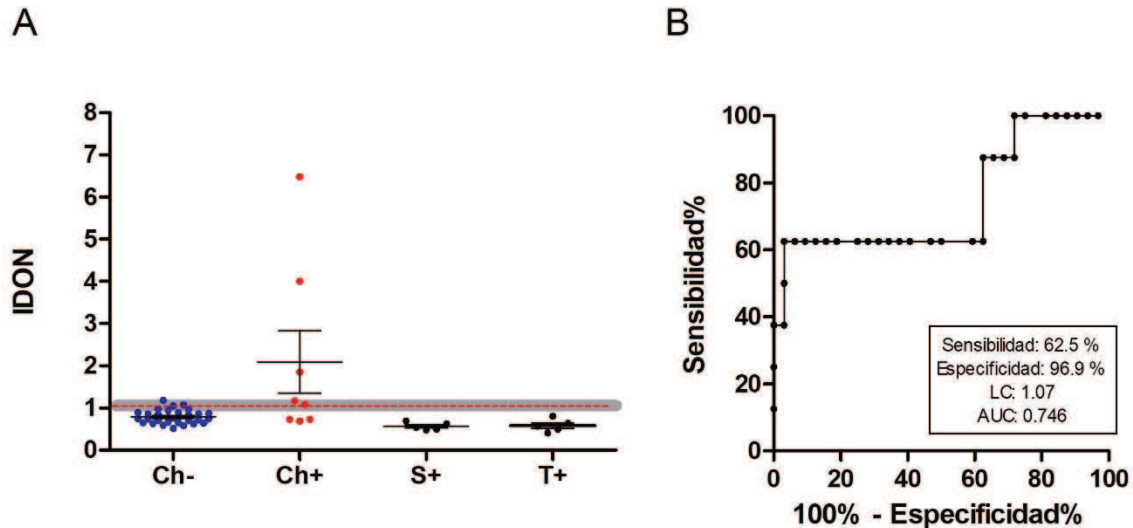 A
IDON
8
7
6
5
4
3
2
1
0
Ch-
Ch+
S+
T+
B
Sensibilidad%
100
80
60
40
20
0
Sensibilidad: 62.5 %
Especificidad: 96.9 %
LC: 1.07
AUC: 0.746
0
20
40
60
80
100
100% - Especificidad%